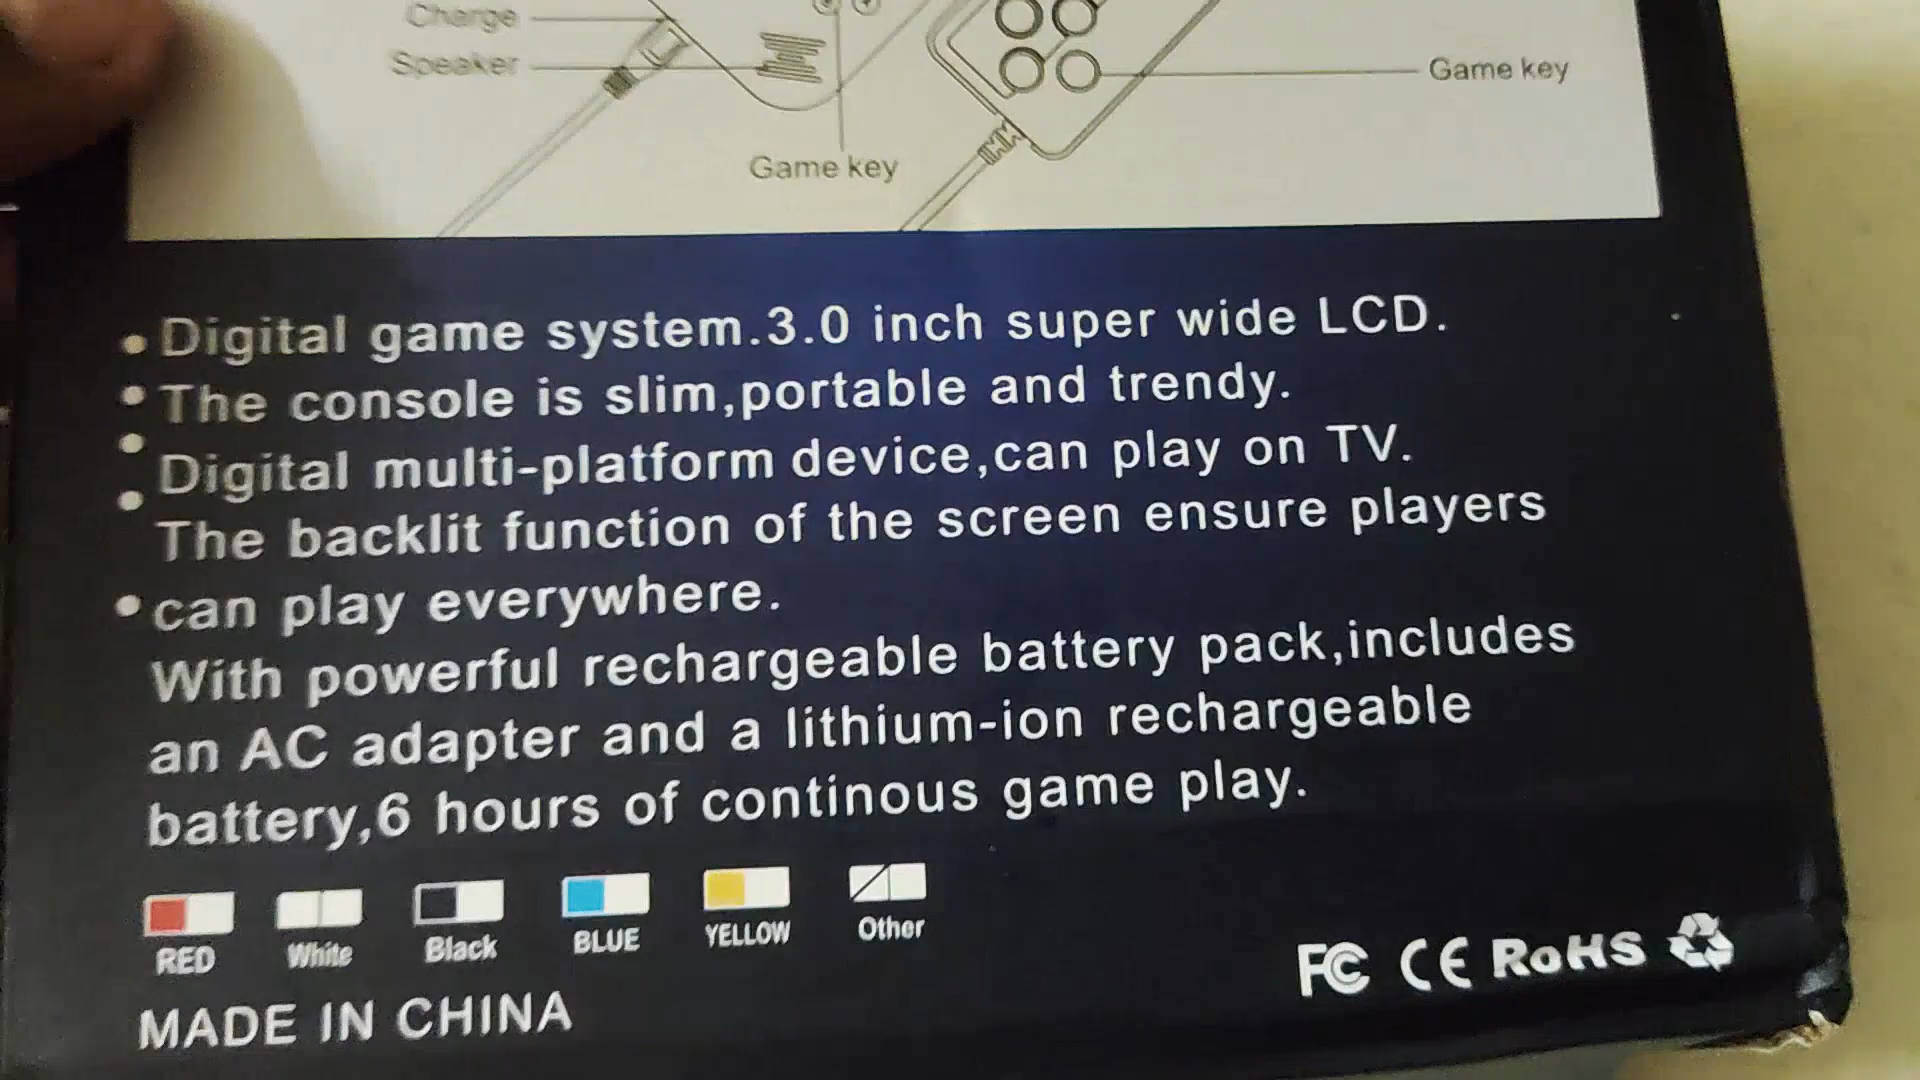 Charge
Speaker
Game key
Game key
• Digital game system.3.0 inch super wide LCD.
• The console is slim,portable and trendy.
• Digital multi-platform device,can play on TV.
• The backlit function of the screen ensure players
• can play everywhere.
With powerful rechargeable battery pack,includes
an AC adapter and a lithium-ion rechargeable
battery,6 hours of continous game play.
RED White Black BLUE YELLOW Other
FC CE RoHS
MADE IN CHINA